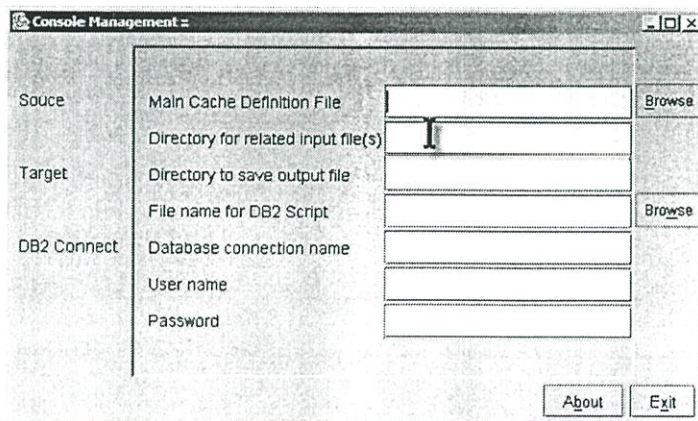 Console Management =
Souce
Main Cache Definition File
Browse
Directory for related input file(s)
Target
Directory to save output file
File name for DB2 Script
Browse
DB2 Connect
Database connection name
User name
Password
About
Exit